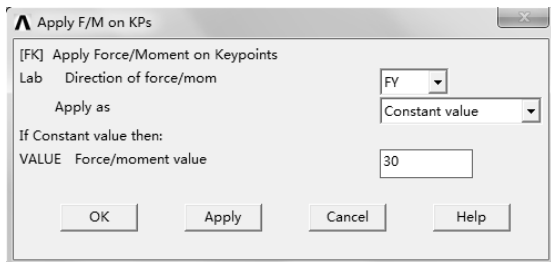 Apply F/M on KPs
[FK] Apply Force/Moment on Keypoints
Lab Direction of force/mom FY
Apply as Constant value
If Constant value then:
VALUE Force/moment value 30
OK Apply Cancel Help